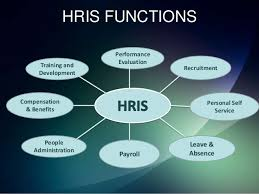 HRIS FUNCTIONS
Performance
Evaluation
Training and
Development
Recruitment
Compensation
& Benefits
HRIS
Personal Self
Service
People
Administration
Payroll
Leave &
Absence